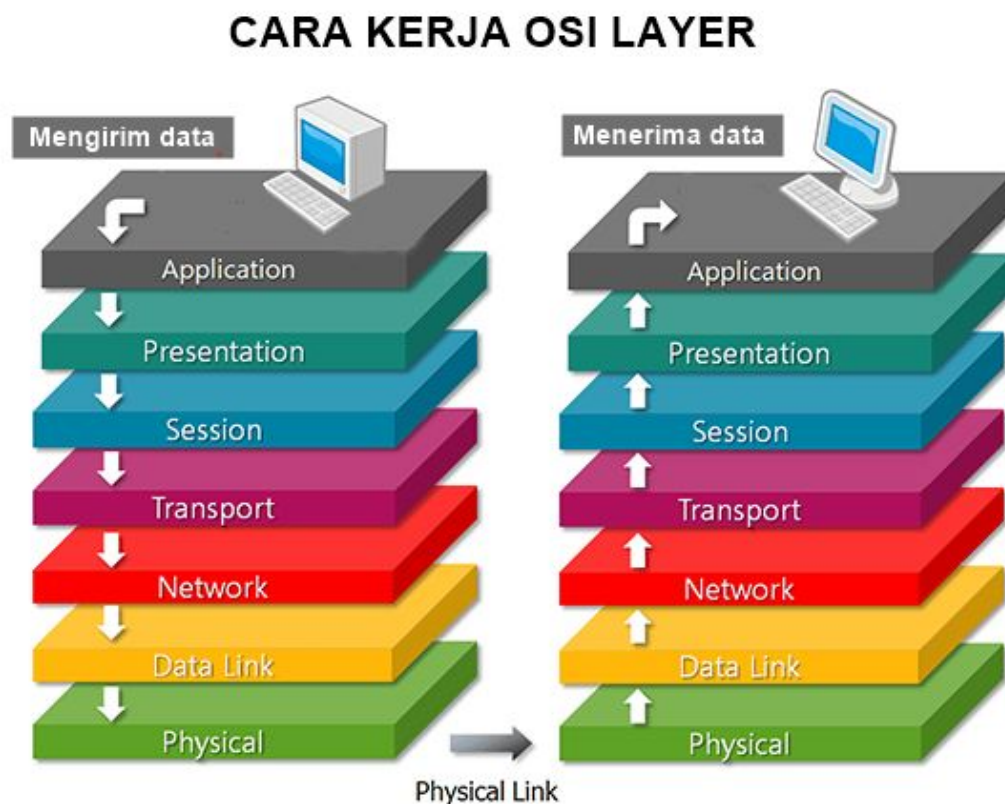 CARA KERJA OSI LAYER
Mengirim data
Application
Presentation
Session
Transport
Network
Data Link
Physical
Physical Link
Menerima data
Application
Presentation
Session
Transport
Network
Data Link
Physical